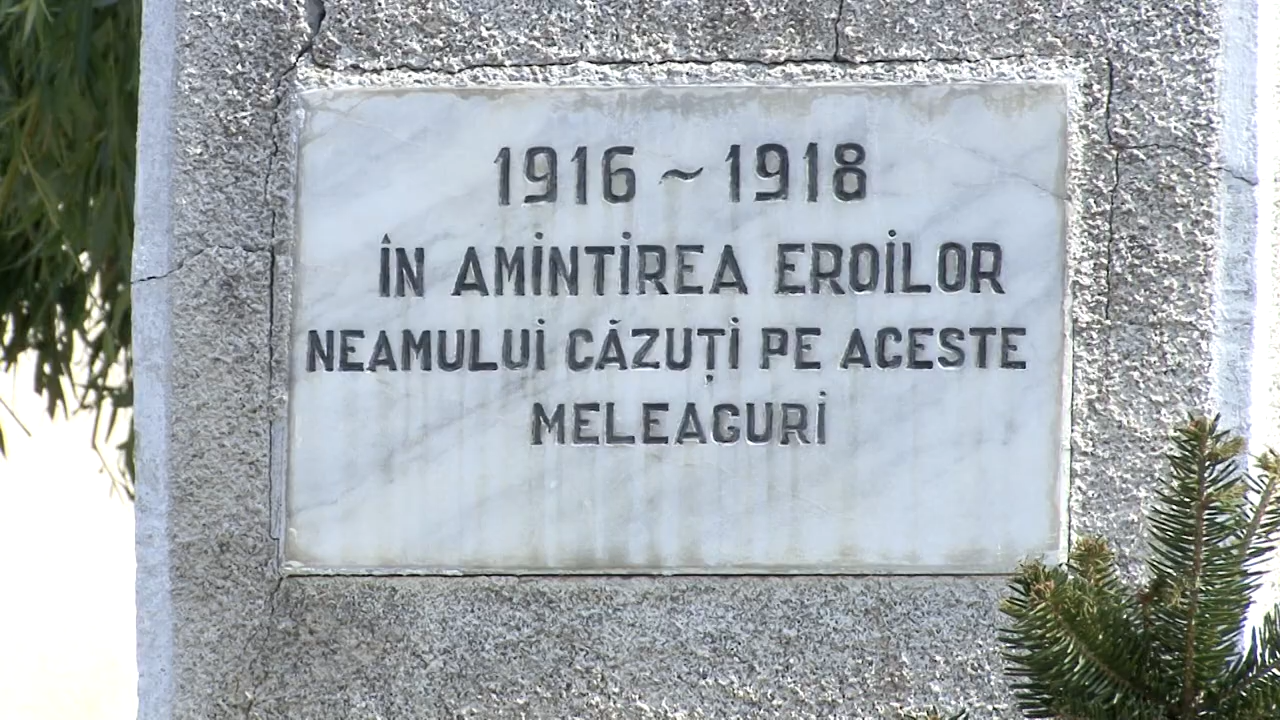 1916 ~ 1918
ÎN AMINTIREA EROILOR
NEAMULUI CĂZUȚI PE ACESTE
MELEAGURI